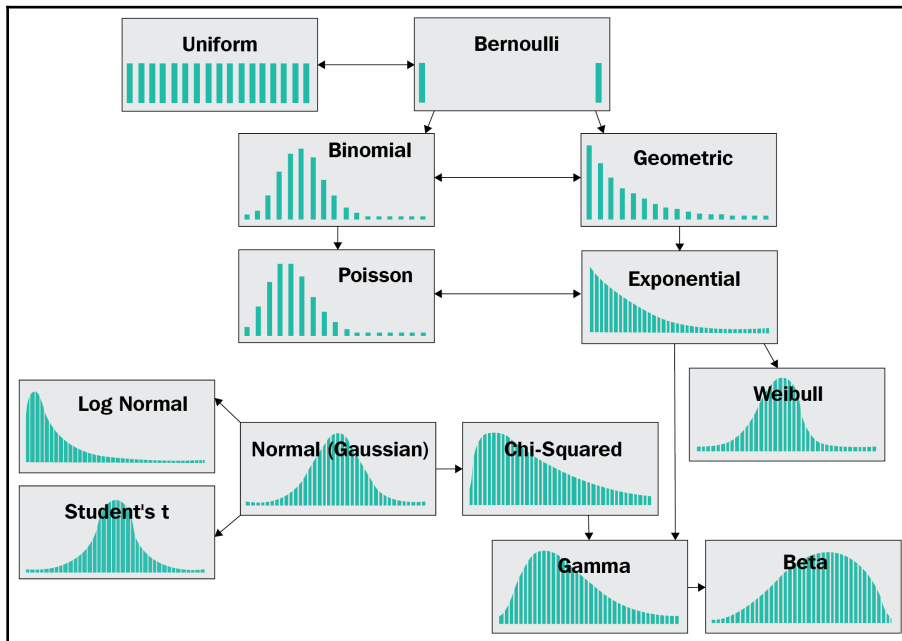 Uniform
Bernoulli
Binomial
Geometric
Poisson
Exponential
Log Normal
Weibull
Normal (Gaussian)
Chi-Squared
Student's t
Gamma
Beta